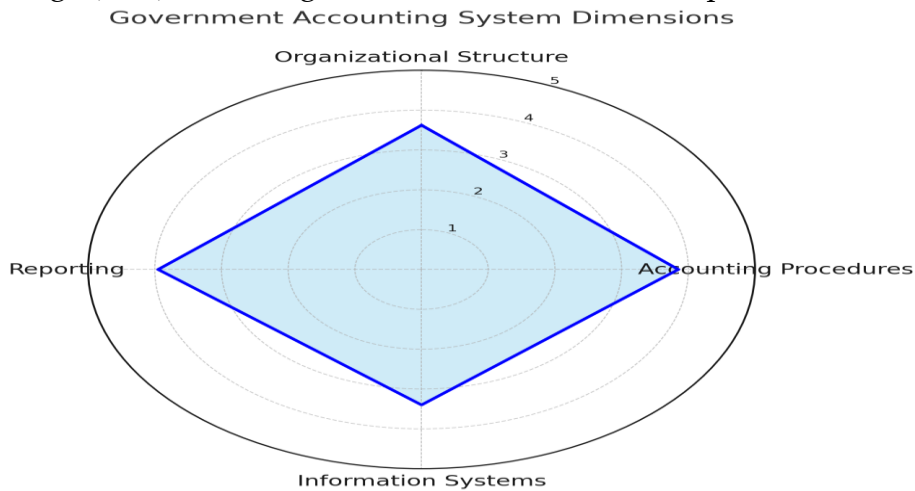 Government Accounting System Dimensions
Organizational Structure
5
4
3
2
1
Reporting
Accounting Procedures
Information Systems